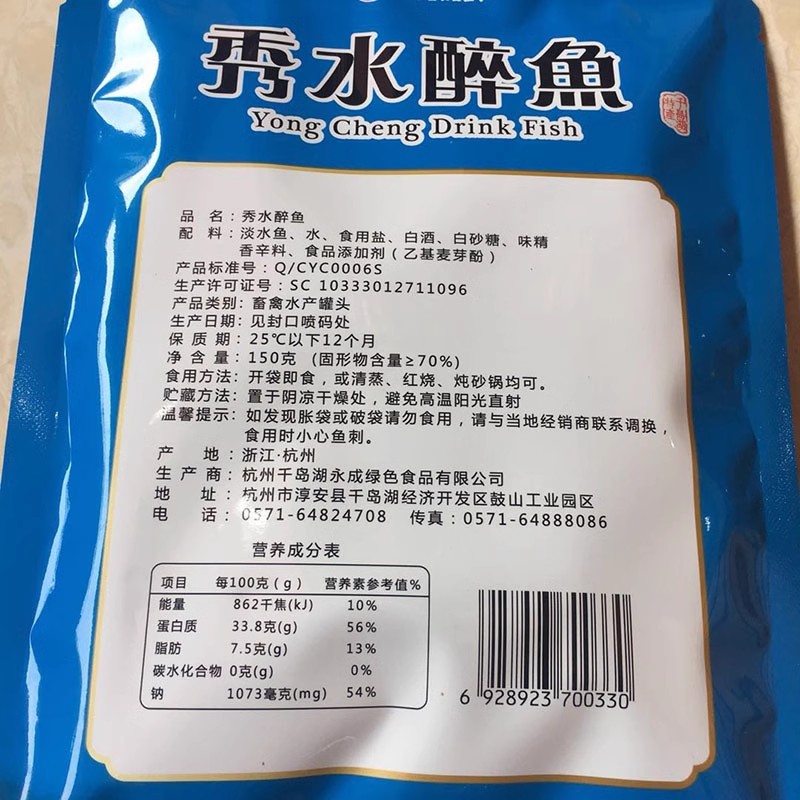 秀水醉魚
Yong Cheng Drink Fish
品 名：秀水醉鱼
配 料：淡水鱼、水、食用盐、白酒、白砂糖、味精
香辛料、食品添加剂（乙基麦芽酚）
产品标准号：Q/CYC0006S
生产许可证号：SC 10333012711096
产品类别：畜禽水产罐头
生产日期：见封口喷码处
保 质 期：25℃以下12个月
净 含 量：150克 (固形物含量≥70%)
食用方法：开袋即食，或清蒸、红烧、炖砂锅均可。
贮藏方法：置于阴凉干燥处，避免高温阳光直射
温馨提示：如发现胀袋或破袋请勿食用，请与当地经销商联系调换，
食用时小心鱼刺。
产 地：浙江·杭州
生 产 商：杭州千岛湖永成绿色食品有限公司
地 址：杭州市淳安县千岛湖经济开发区鼓山工业园区
电 话：0571-64824708 传真：0571-64888086
营养成分表
项目 每100克（g） 营养素参考值%
能量 862千焦(kJ) 10%
蛋白质 33.8克(g) 56%
脂肪 7.5克(g) 13%
碳水化合物 0克(g) 0%
钠 1073毫克(mg) 54%
6 928923 700330